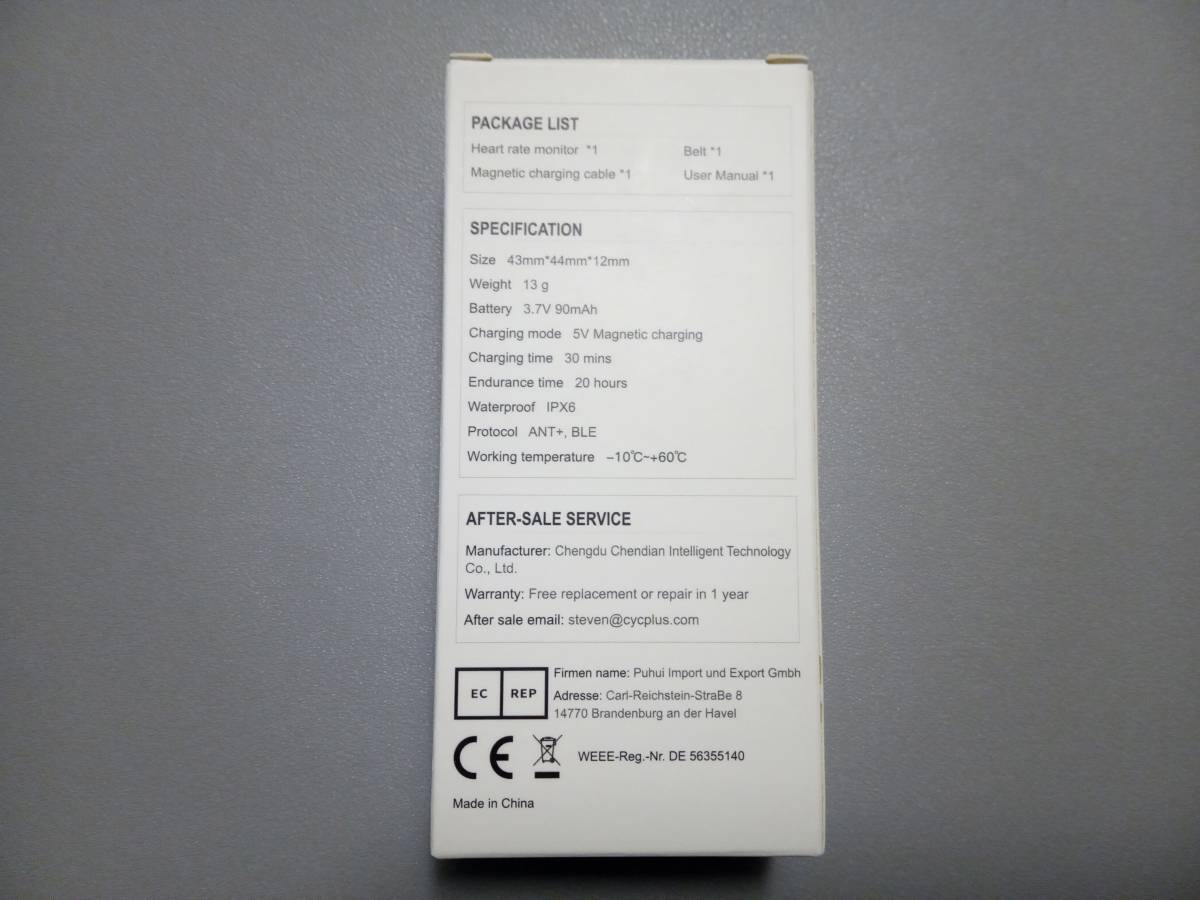 PACKAGE LIST
Heart rate monitor *1 Belt *1
Magnetic charging cable *1 User Manual *1
SPECIFICATION
Size 43mm*44mm*12mm
Weight 13 g
Battery 3.7V 90mAh
Charging mode 5V Magnetic charging
Charging time 30 mins
Endurance time 20 hours
Waterproof IPX6
Protocol ANT+, BLE
Working temperature −10℃~+60℃
AFTER-SALE SERVICE
Manufacturer: Chengdu Chendian Intelligent Technology
Co., Ltd.
Warranty: Free replacement or repair in 1 year
After sale email: steven@cycplus.com
EC REP
Firmen name: Puhui Import und Export Gmbh
Adresse: Carl-Reichstein-StraBe 8
14770 Brandenburg an der Havel
CE
WEEE-Reg.-Nr. DE 56355140
Made in China